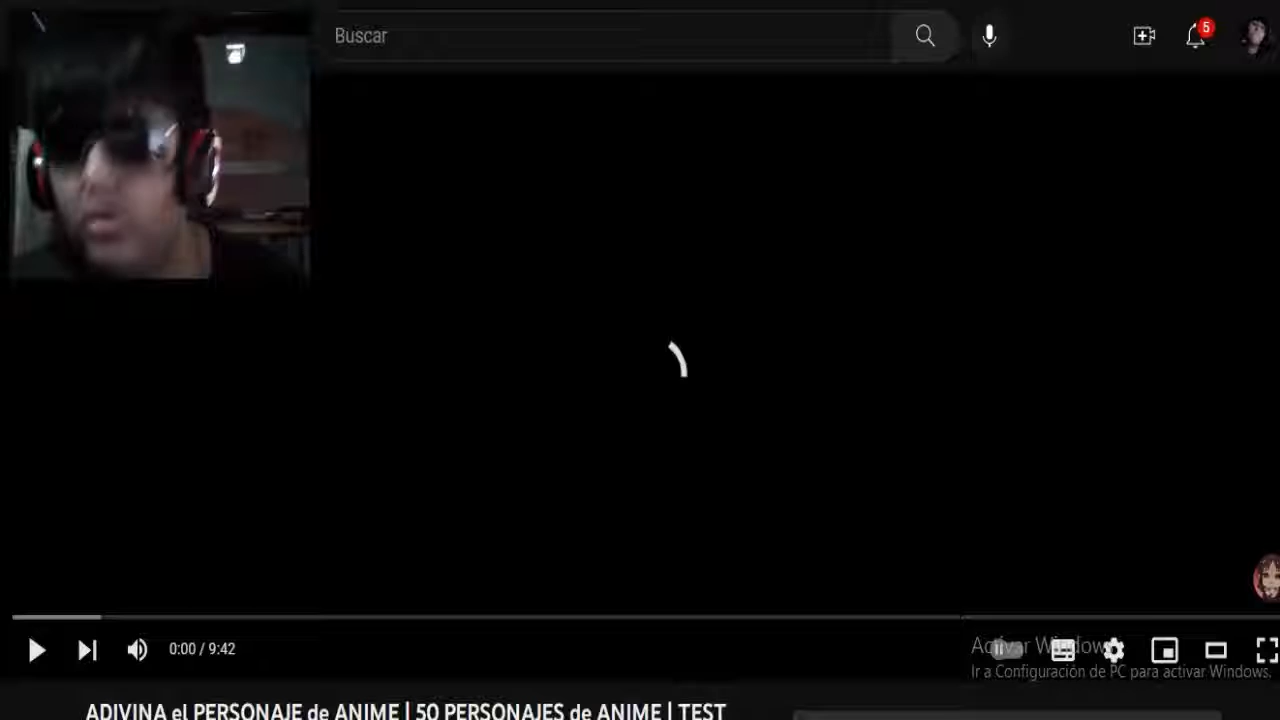 Buscar
5
0:00 / 9:42
Activar Windows
Ir a Configuración de PC para activar Windows.
ADIVINA el PERSONAJE de ANIME | 50 PERSONAJES de ANIME | TEST